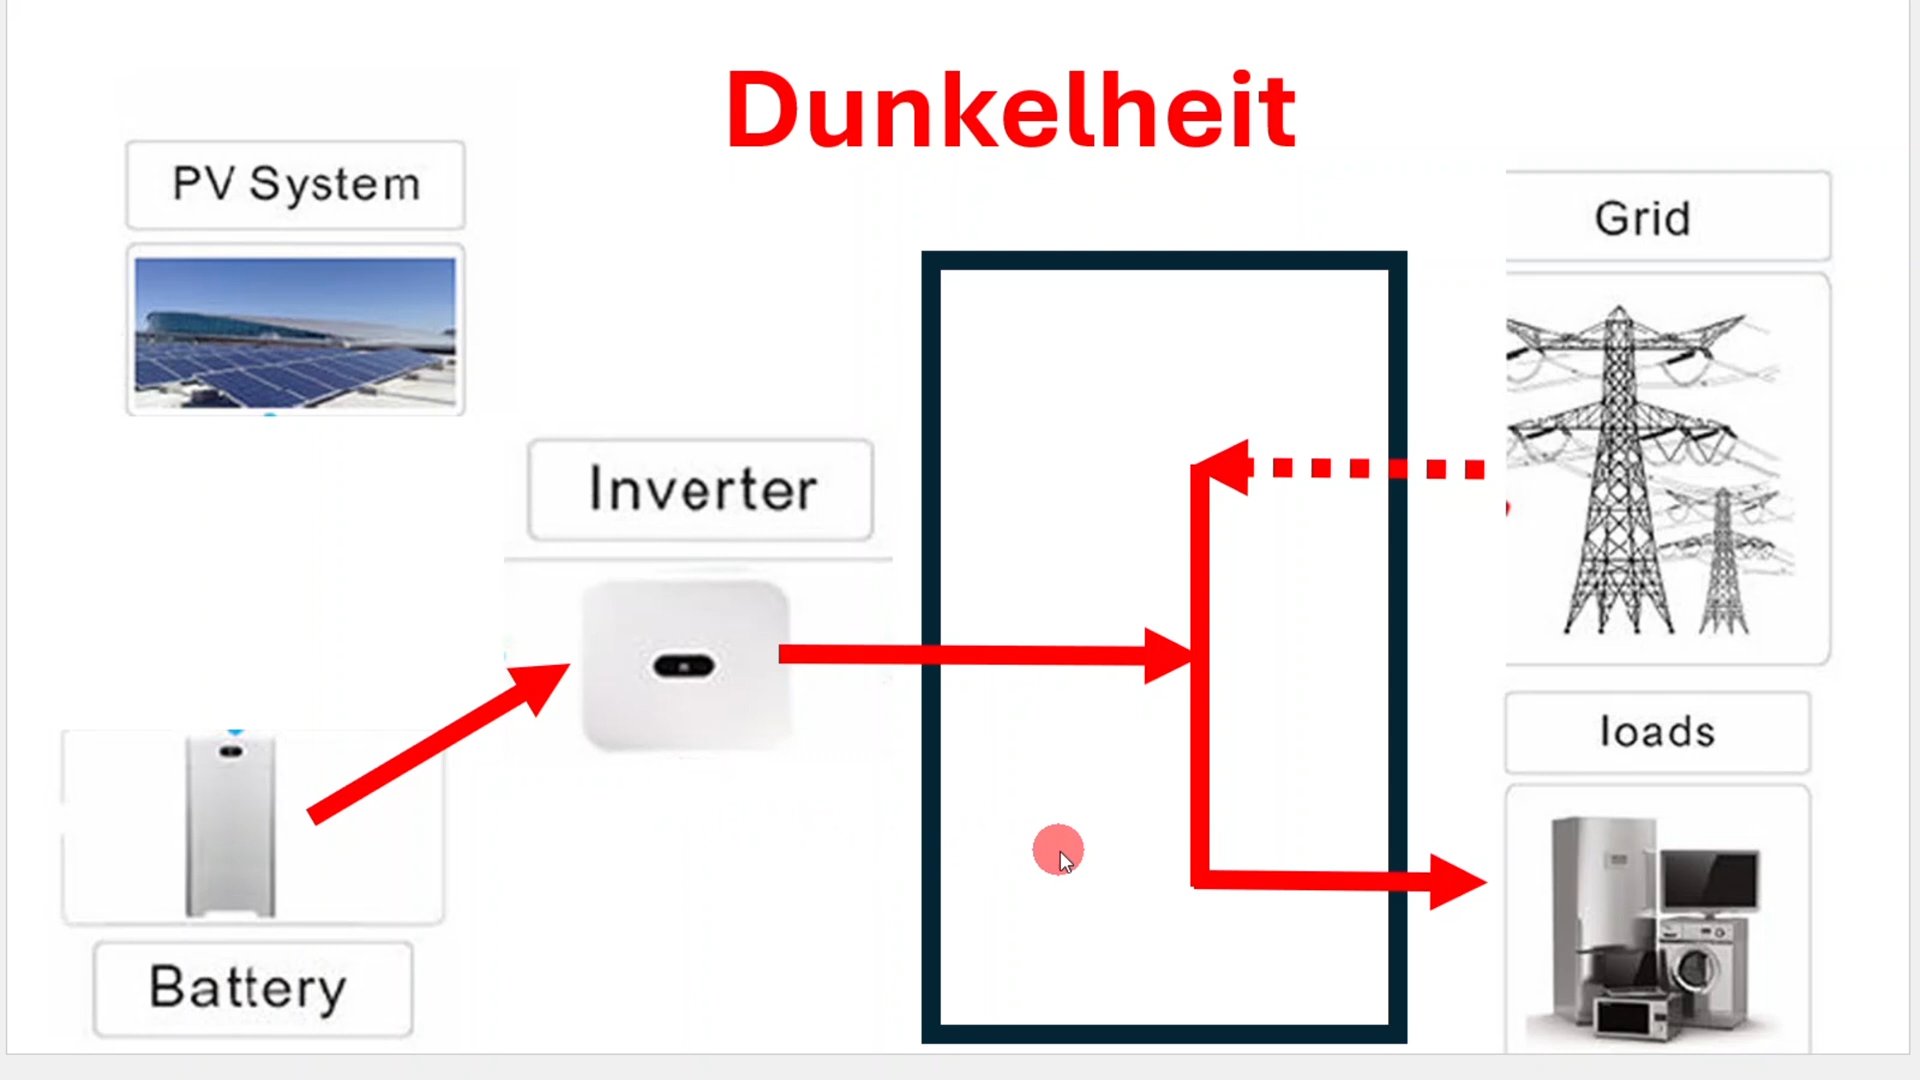 Dunkelheit
PV System
Grid
Inverter
loads
Battery